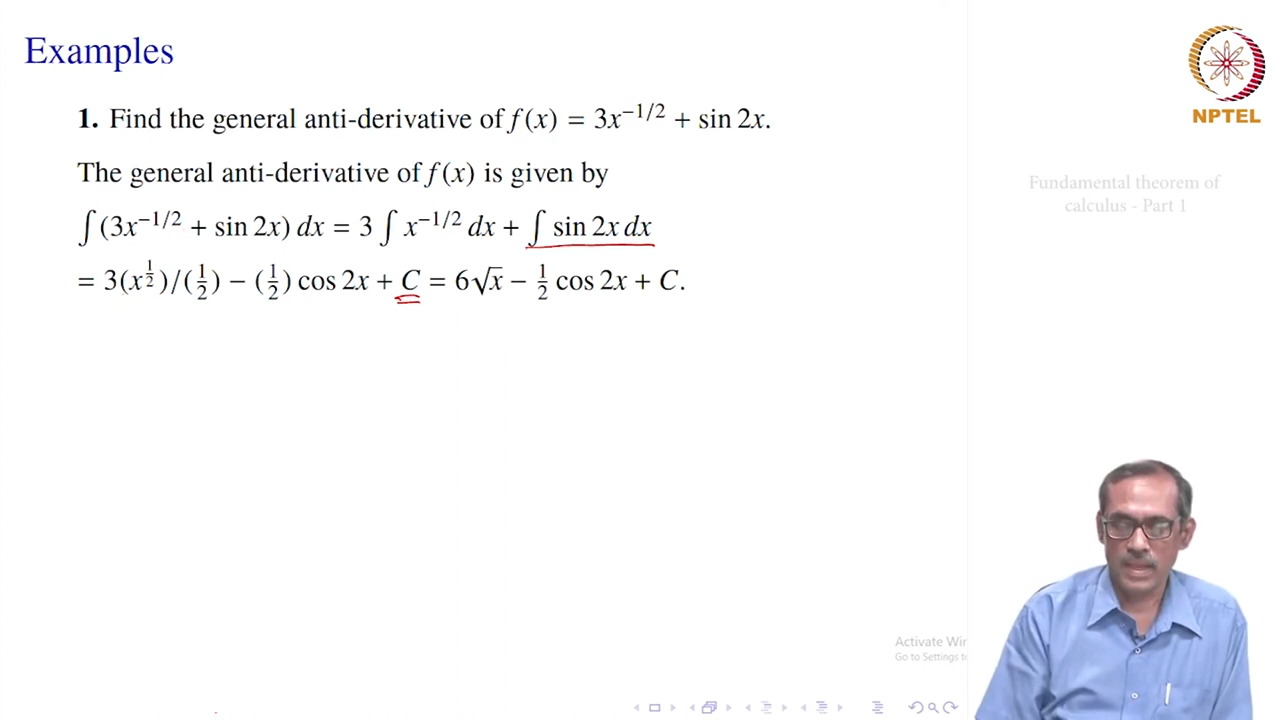 Examples
NPTEL
1. Find the general anti-derivative of f(x) = 3x^{−1/2} + sin 2x.
The general anti-derivative of f(x) is given by
∫(3x^{−1/2} + sin 2x) dx = 3 ∫ x^{−1/2} dx + ∫ sin 2x dx
= 3(x^{1/2})/(1/2) − (1/2) cos 2x + C = 6√x − 1/2 cos 2x + C.
Fundamental theorem of
calculus - Part 1
Activate Win
Go to Settings to